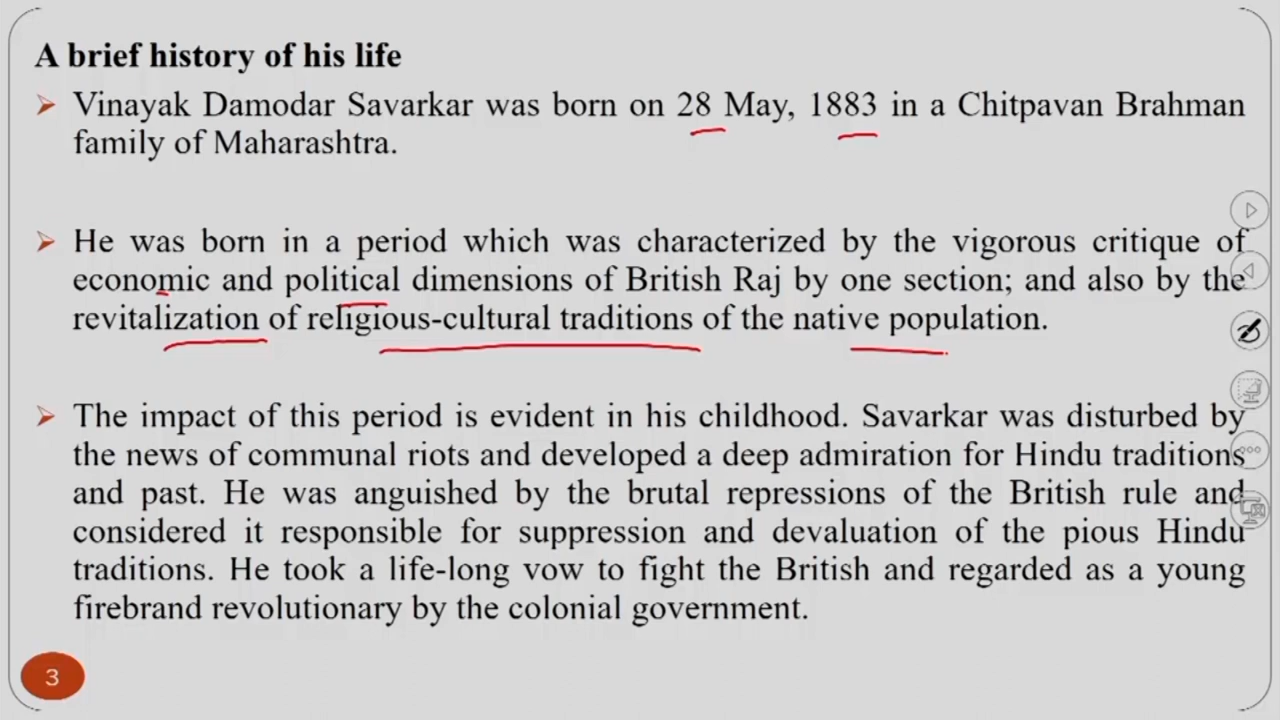 A brief history of his life
Vinayak Damodar Savarkar was born on 28 May, 1883 in a Chitpavan Brahman
family of Maharashtra.
He was born in a period which was characterized by the vigorous critique of
economic and political dimensions of British Raj by one section; and also by the
revitalization of religious-cultural traditions of the native population.
The impact of this period is evident in his childhood. Savarkar was disturbed by
the news of communal riots and developed a deep admiration for Hindu traditions
and past. He was anguished by the brutal repressions of the British rule and
considered it responsible for suppression and devaluation of the pious Hindu
traditions. He took a life-long vow to fight the British and regarded as a young
firebrand revolutionary by the colonial government.
3